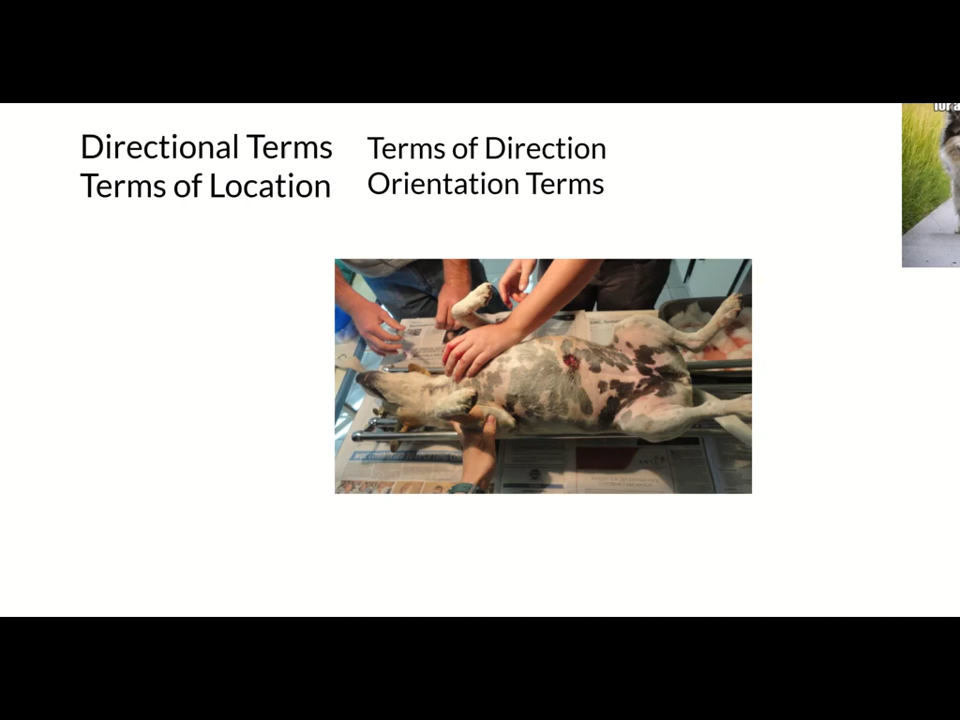 Directional Terms
Terms of Location
Terms of Direction
Orientation Terms